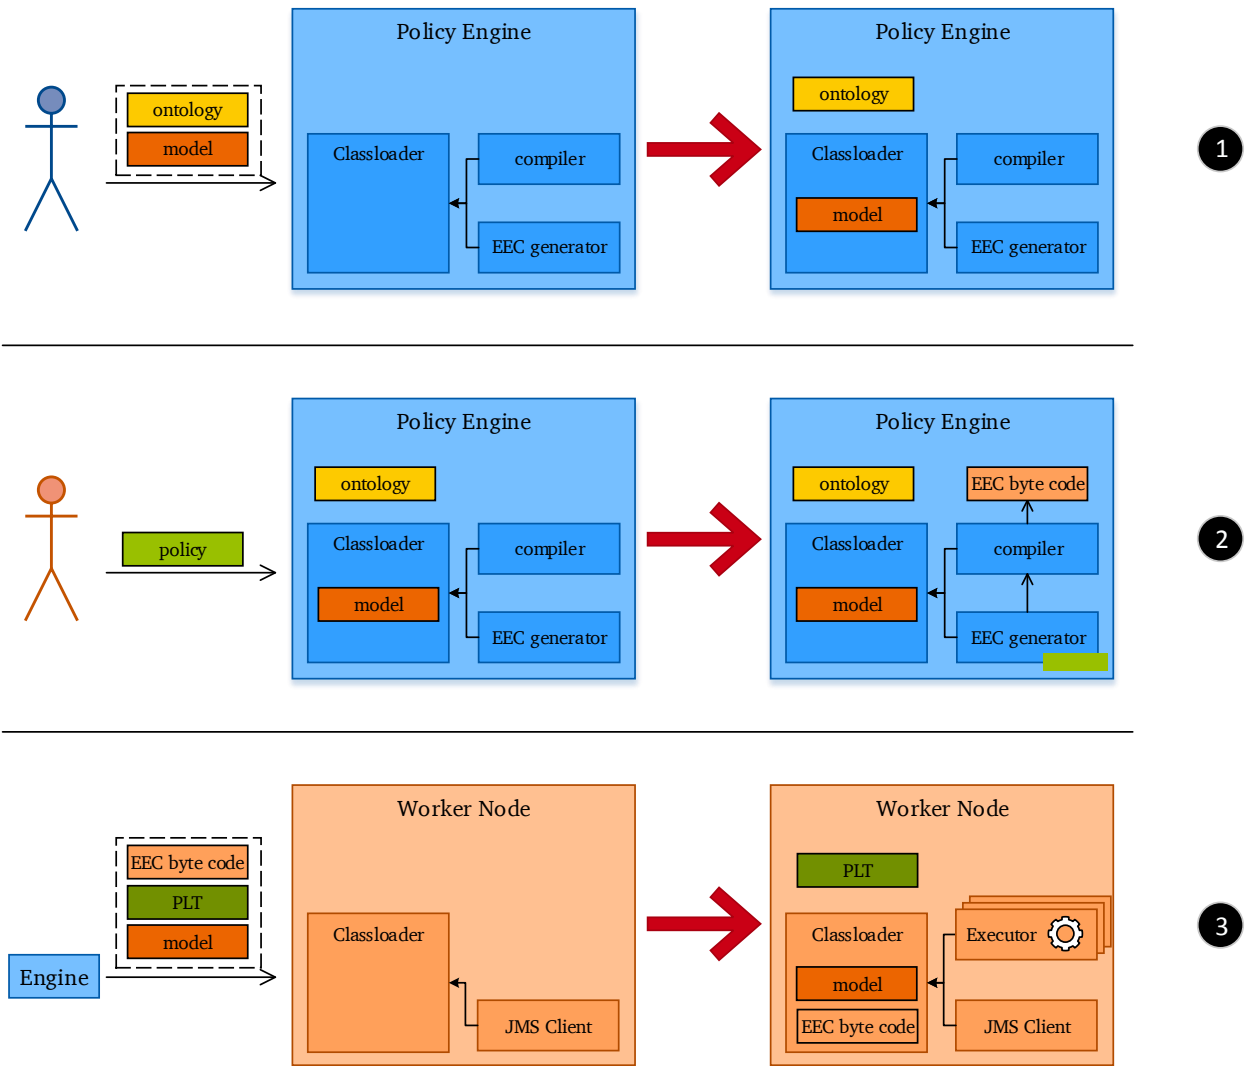 Policy Engine
Policy Engine
ontology
model
ontology
Classloader
compiler
EEC generator
Classloader
model
compiler
EEC generator
1
Policy Engine
Policy Engine
policy
ontology
Classloader
model
compiler
EEC generator
ontology
EEC byte code
Classloader
model
compiler
EEC generator
2
Worker Node
Worker Node
EEC byte code
PLT
model
Engine
Classloader
JMS Client
PLT
Classloader
model
EEC byte code
Executor
JMS Client
3